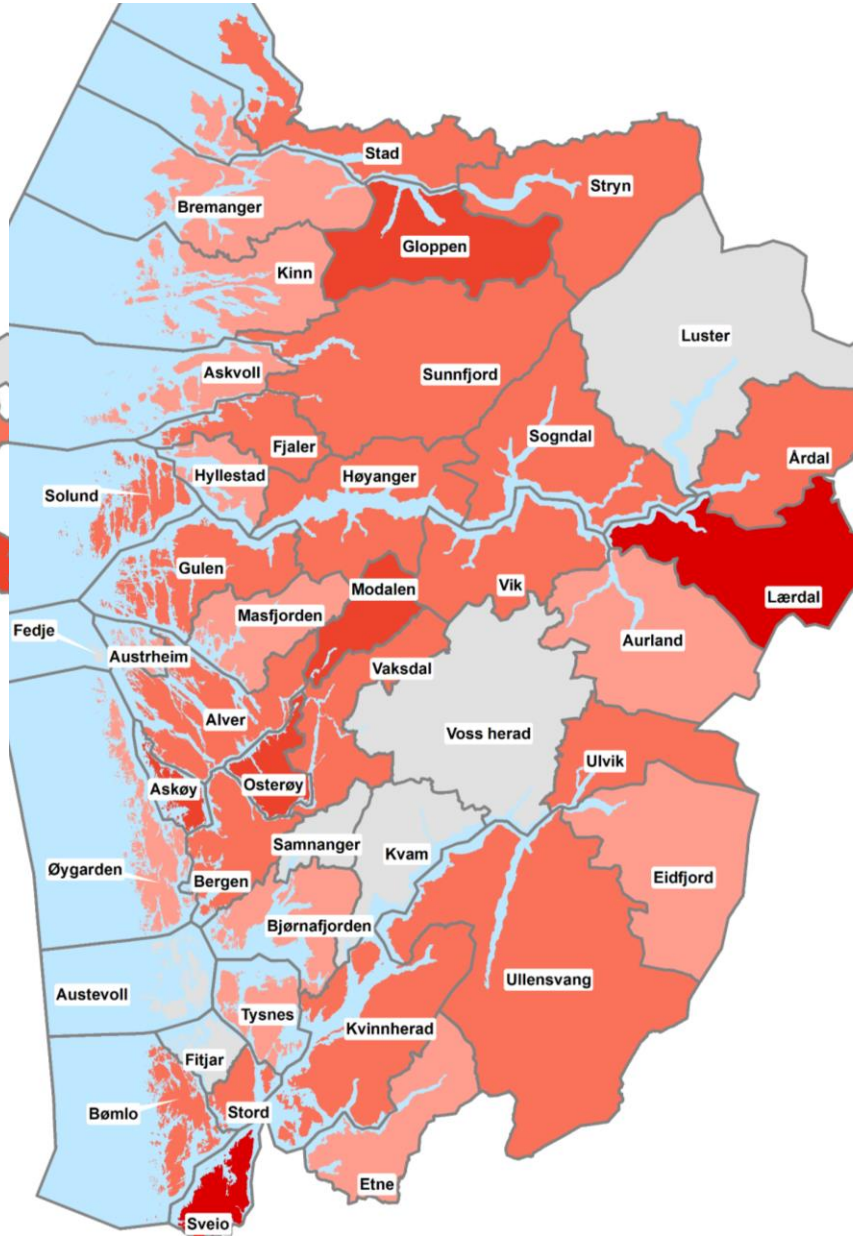 Stad
Stryn
Bremanger
Gloppen
Kinn
Luster
Askvoll
Sunnfjord
Fjaler
Sogndal
Årdal
Hyllestad
Høyanger
Solund
Gulen
Modalen
Vik
Lærdal
Masfjorden
Fedje
Aurland
Austrheim
Vaksdal
Alver
Voss herad
Ulvik
Askøy
Osterøy
Samnanger
Kvam
Øygarden
Bergen
Eidfjord
Bjørnafjorden
Ullensvang
Austevoll
Tysnes
Kvinnherad
Fitjar
Bømlo
Stord
Etne
Sveio